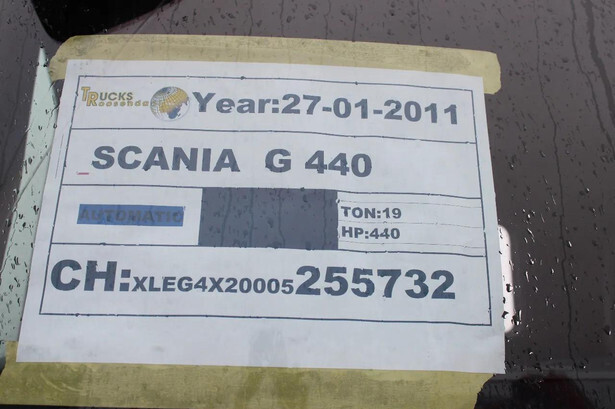 TRUCKS
Roosendaal
Year:27-01-2011
SCANIA G 440
AUTOMATIC
TON:19
HP:440
CH:XLEG4X20005255732